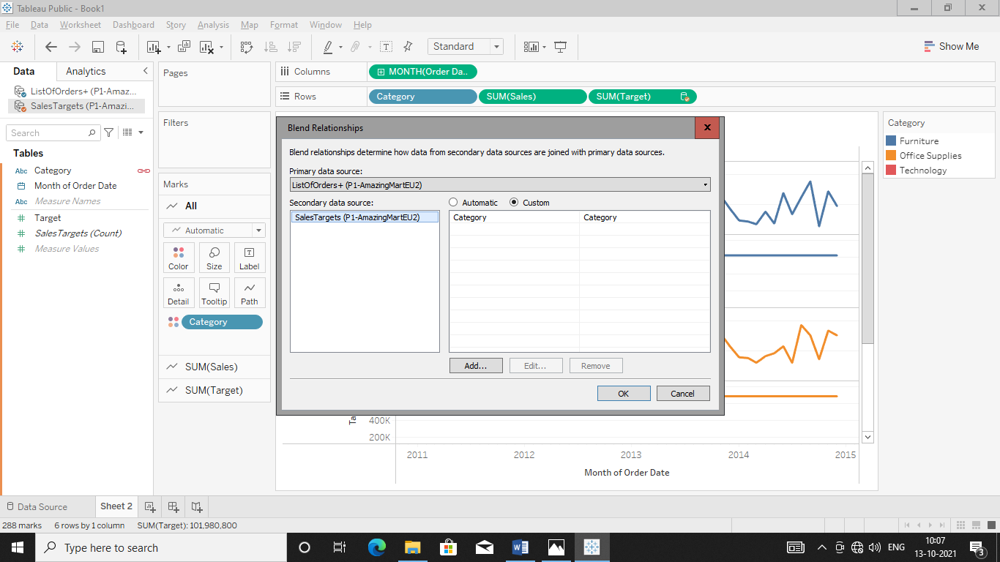 Tableau Public - Book1
File Data Worksheet Dashboard Story Analysis Map Format Window Help
Standard
Show Me
Data Analytics
ListOfOrders+ (P1-Amaz...
SalesTargets (P1-Amazi...
Search
Tables
Abc Category
Month of Order Date
Abc Measure Names
# Target
# SalesTargets (Count)
# Measure Values
Pages
Filters
Marks
All
Automatic
Color Size Label
Detail Tooltip Path
Category
SUM(Sales)
SUM(Target)
Columns MONTH(Order Da..
Rows Category SUM(Sales) SUM(Target)
Blend Relationships
Blend relationships determine how data from secondary data sources are joined with primary data sources.
Primary data source:
ListOfOrders+ (P1-AmazingMartEU2)
Secondary data source:
Automatic Custom
SalesTargets (P1-AmazingMartEU2)
Category Category
Add... Edit... Remove
OK Cancel
Ta
400K
200K
2011 2012 2013 2014 2015
Month of Order Date
Category
Furniture
Office Supplies
Technology
Data Source Sheet 2
288 marks 6 rows by 1 column SUM(Target): 101,980,800
Type here to search
ENG
10:07
13-10-2021
3